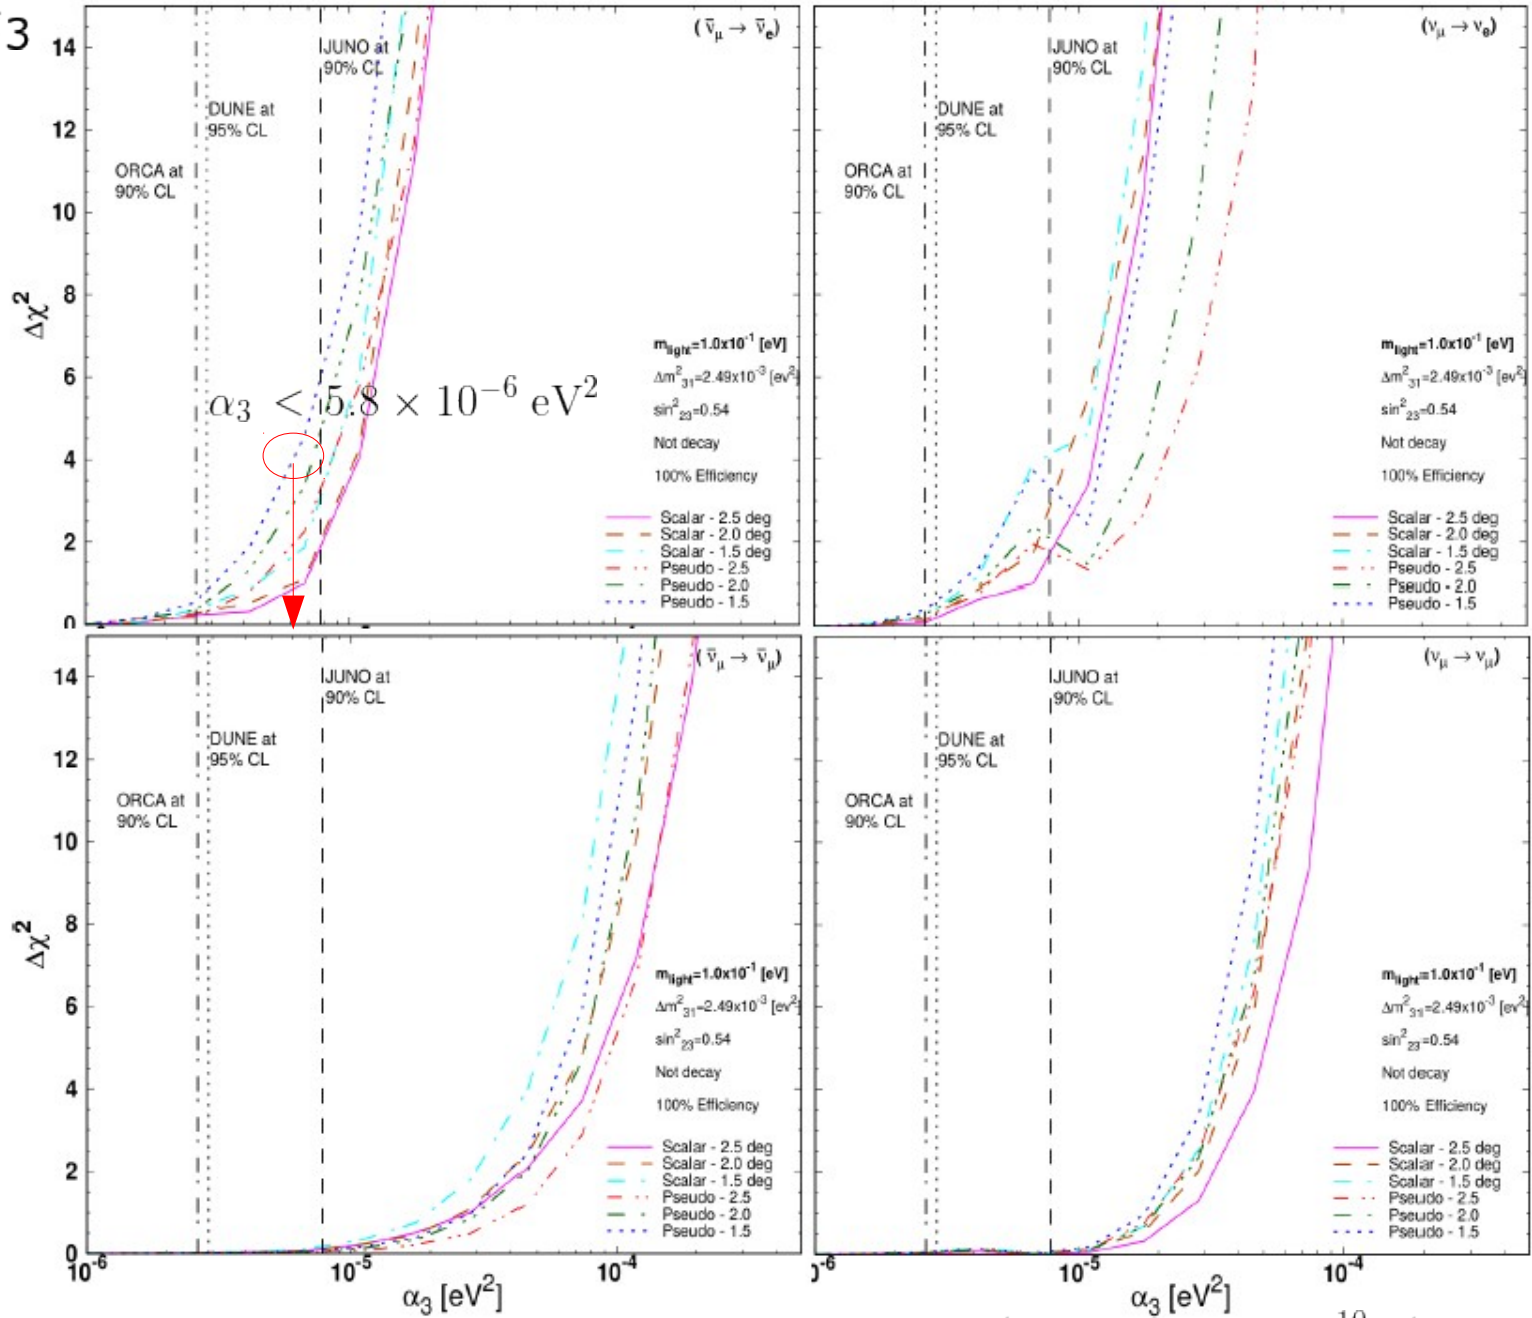 3
14
12
10
8
6
4
2
0
Δχ²
(ν̄μ → ν̄e)
JUNO at
90% CL
DUNE at
95% CL
ORCA at
90% CL
α₃ < 5.8 × 10⁻⁶ eV²
m_light=1.0x10⁻¹ [eV]
Δm²₃₁=2.49x10⁻³ [ev²]
sin²₂₃=0.54
Not decay
100% Efficiency
Scalar - 2.5 deg
Scalar - 2.0 deg
Scalar - 1.5 deg
Pseudo - 2.5
Pseudo - 2.0
Pseudo - 1.5
(νμ → νe)
JUNO at
90% CL
DUNE at
95% CL
ORCA at
90% CL
m_light=1.0x10⁻¹ [eV]
Δm²₃₁=2.49x10⁻³ [ev²]
sin²₂₃=0.54
Not decay
100% Efficiency
Scalar - 2.5 deg
Scalar - 2.0 deg
Scalar - 1.5 deg
Pseudo - 2.5
Pseudo - 2.0
Pseudo - 1.5
14
12
10
8
6
4
2
0
Δχ²
(ν̄μ → ν̄μ)
JUNO at
90% CL
DUNE at
95% CL
ORCA at
90% CL
m_light=1.0x10⁻¹ [eV]
Δm²₃₁=2.49x10⁻³ [ev²]
sin²₂₃=0.54
Not decay
100% Efficiency
Scalar - 2.5 deg
Scalar - 2.0 deg
Scalar - 1.5 deg
Pseudo - 2.5
Pseudo - 2.0
Pseudo - 1.5
10⁻⁶ 10⁻⁵ 10⁻⁴
α₃ [eV²]
(νμ → νμ)
JUNO at
90% CL
DUNE at
95% CL
ORCA at
90% CL
m_light=1.0x10⁻¹ [eV]
Δm²₃₁=2.49x10⁻³ [ev²]
sin²₂₃=0.54
Not decay
100% Efficiency
Scalar - 2.5 deg
Scalar - 2.0 deg
Scalar - 1.5 deg
Pseudo - 2.5
Pseudo - 2.0
Pseudo - 1.5
0⁻⁶ 10⁻⁵ 10⁻⁴
α₃ [eV²]